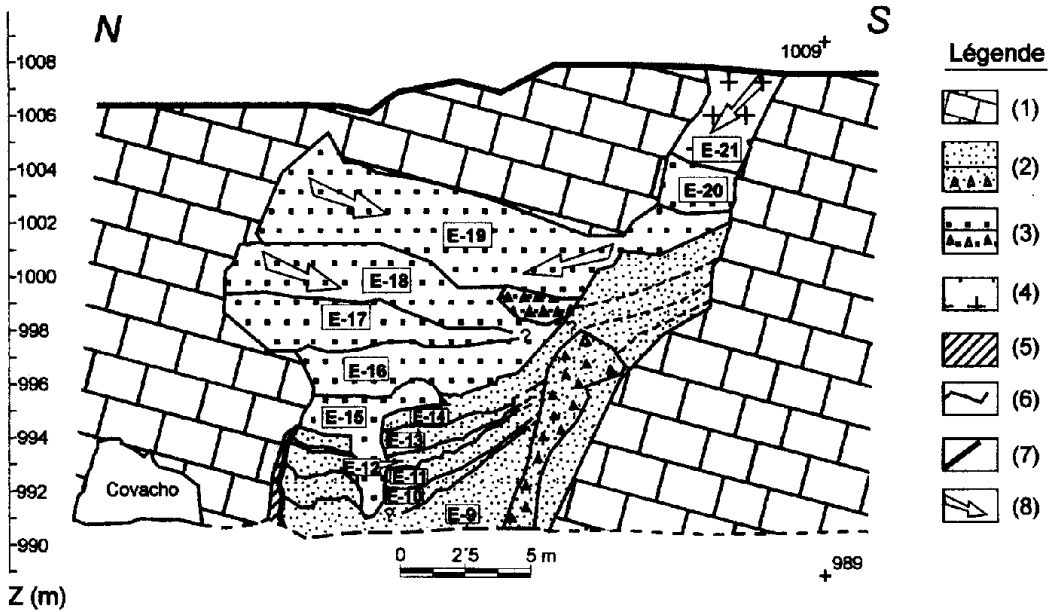 N
S
1009
1008
1006
1004
1002
1000
998
996
994
992
990
Z (m)
E-21
E-20
E-19
E-18
E-17
?
E-16
E-15
E-14
E-13
E-12
E-11
E-10
E-9
Covacho
0 2'5 5 m
989
Légende
(1)
(2)
(3)
(4)
(5)
(6)
(7)
(8)